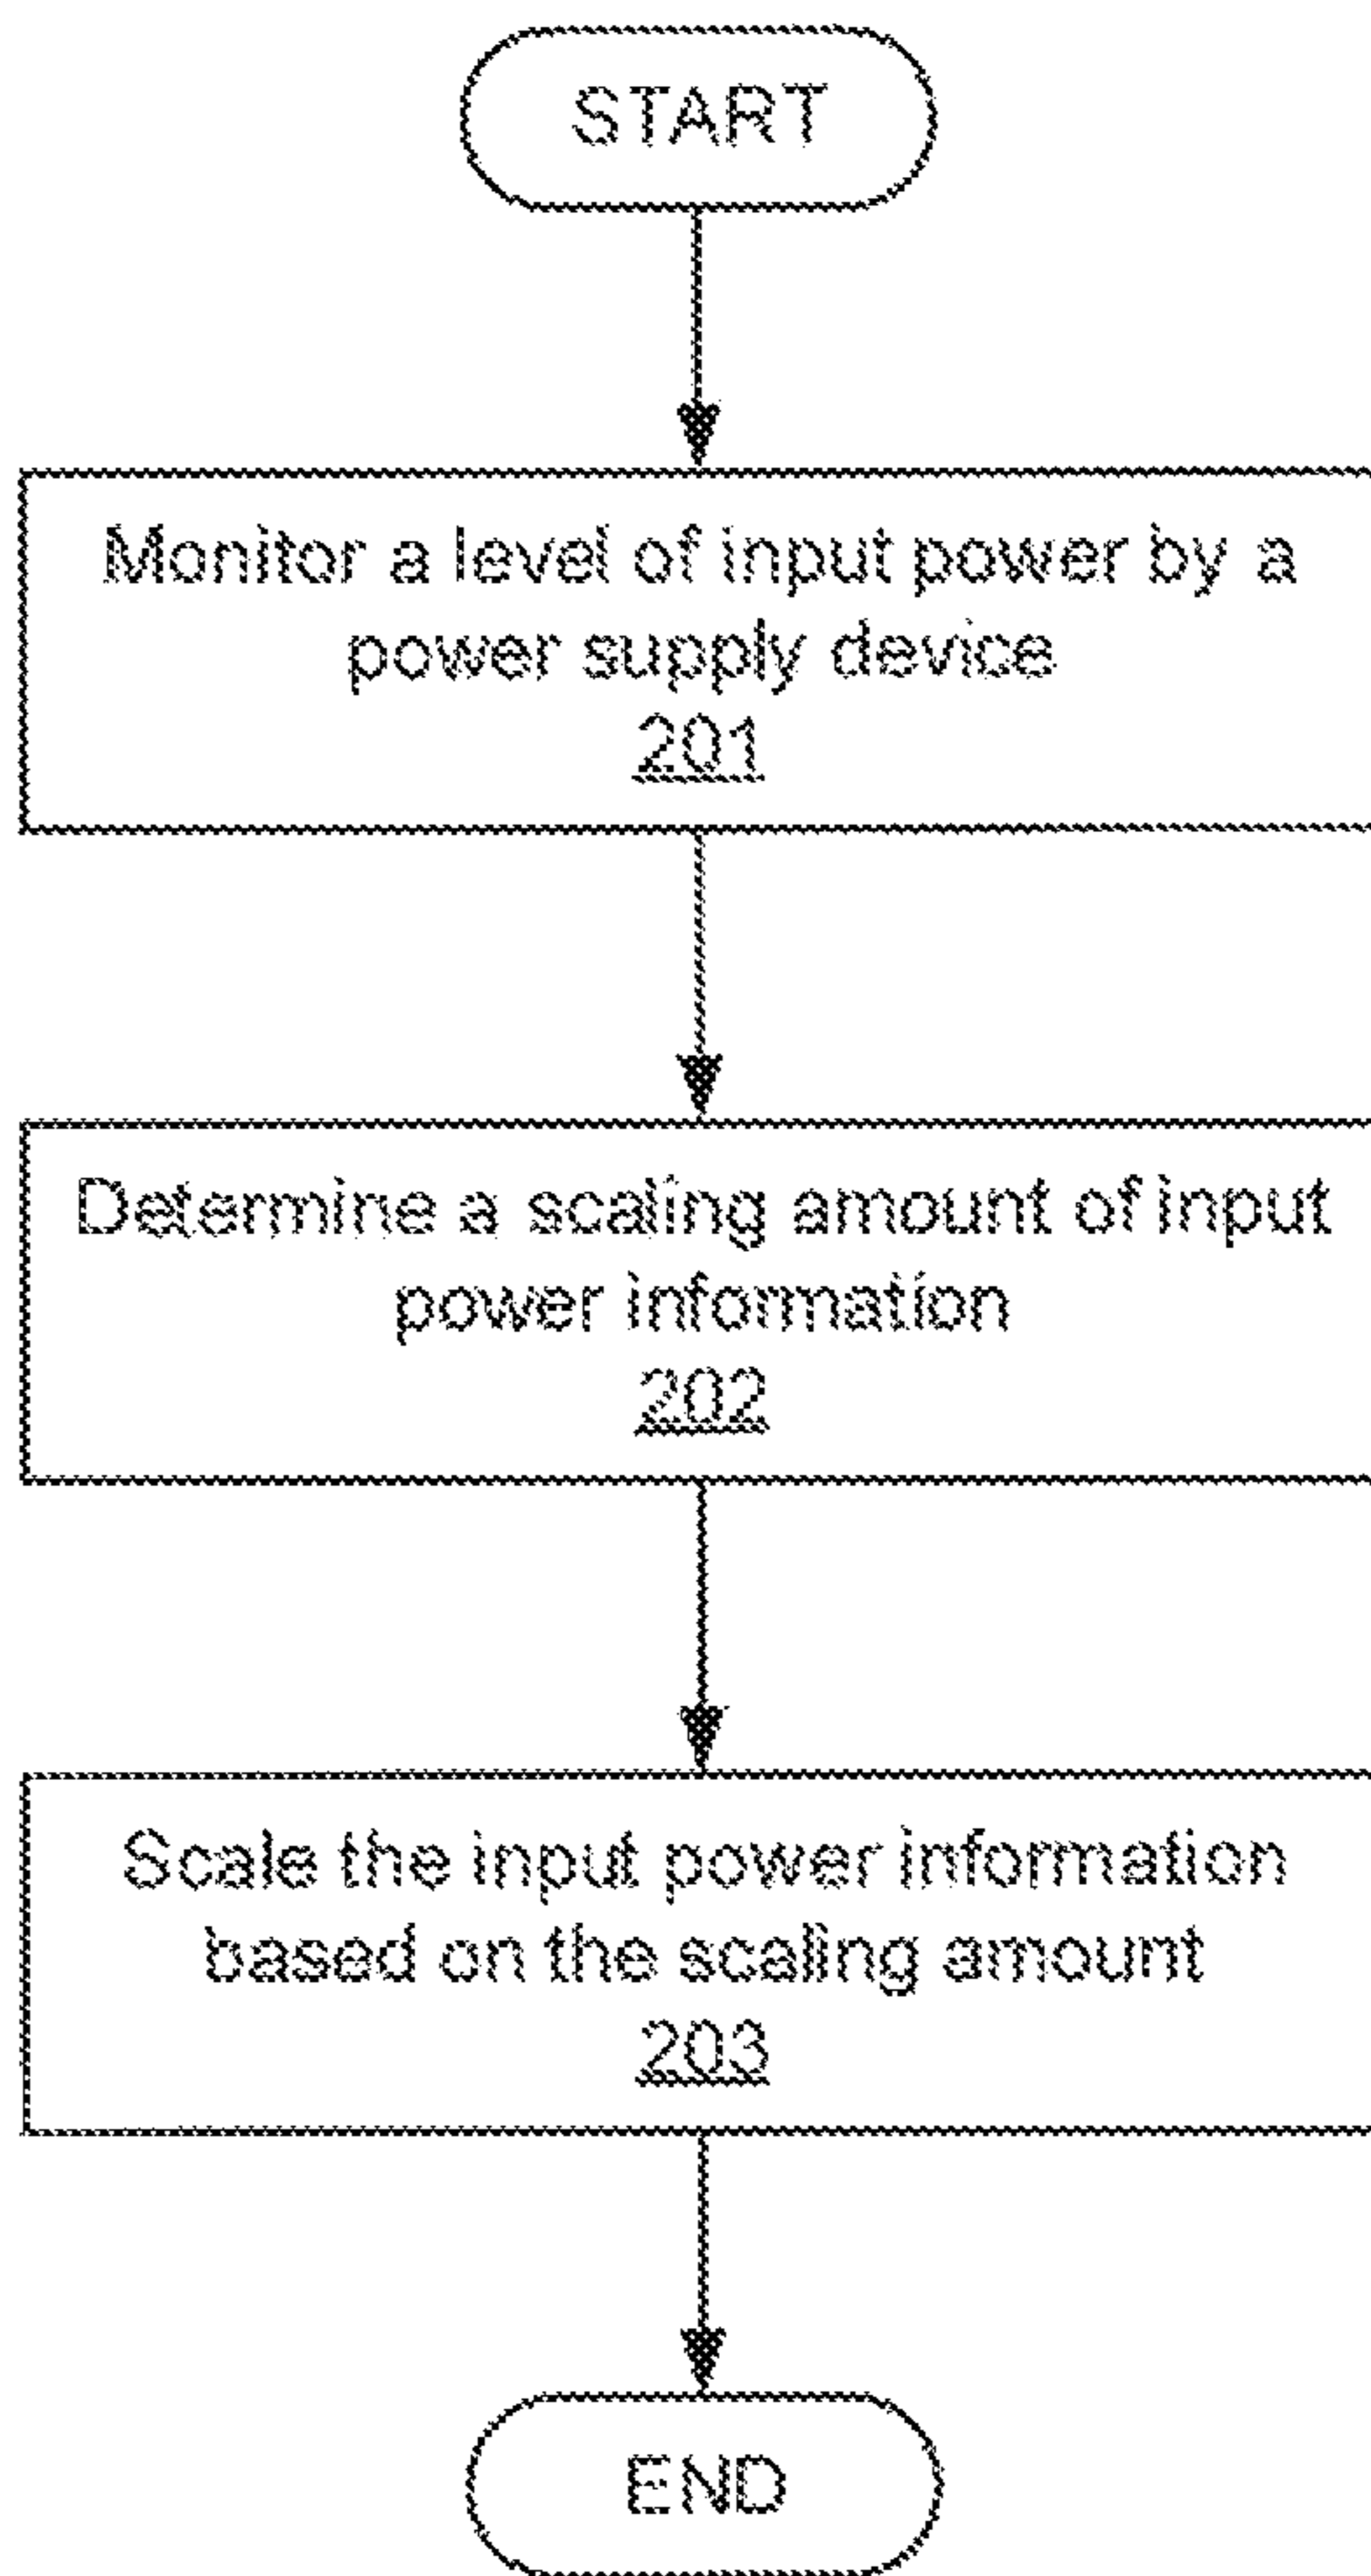 START
Monitor a level of input power by a
power supply device
201
Determine a scaling amount of input
power information
202
Scale the input power information
based on the scaling amount
203
END